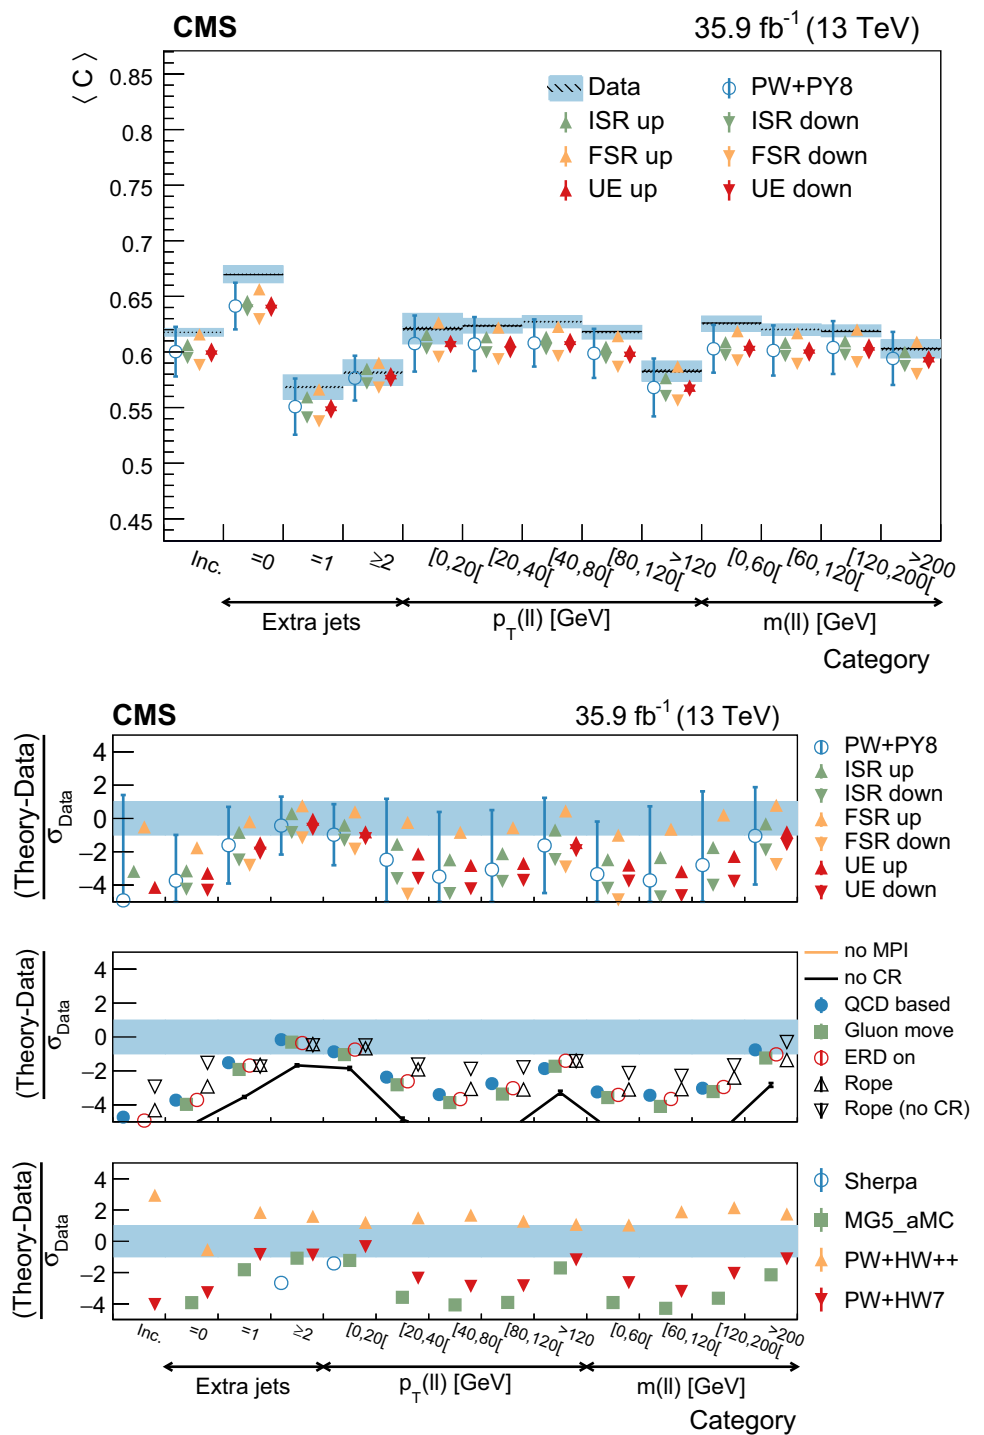 CMS 35.9 fb⁻¹ (13 TeV)
⟨ C ⟩
0.85
0.8
0.75
0.7
0.65
0.6
0.55
0.5
0.45
Data PW+PY8
ISR up ISR down
FSR up FSR down
UE up UE down
Inc. =0 =1 ≥2 [0,20[ [20,40[ [40,80[ [80,120[ >120 [0,60[ [60,120[ [120,200[ >200
Extra jets p_T(ll) [GeV] m(ll) [GeV]
Category
CMS 35.9 fb⁻¹ (13 TeV)
(Theory-Data)
σ_Data
4
2
0
−2
−4
PW+PY8
ISR up
ISR down
FSR up
FSR down
UE up
UE down
(Theory-Data)
σ_Data
4
2
0
−2
−4
no MPI
no CR
QCD based
Gluon move
ERD on
Rope
Rope (no CR)
(Theory-Data)
σ_Data
4
2
0
−2
−4
Sherpa
MG5_aMC
PW+HW++
PW+HW7
Inc. =0 =1 ≥2 [0,20[ [20,40[ [40,80[ [80,120[ >120 [0,60[ [60,120[ [120,200[ >200
Extra jets p_T(ll) [GeV] m(ll) [GeV]
Category